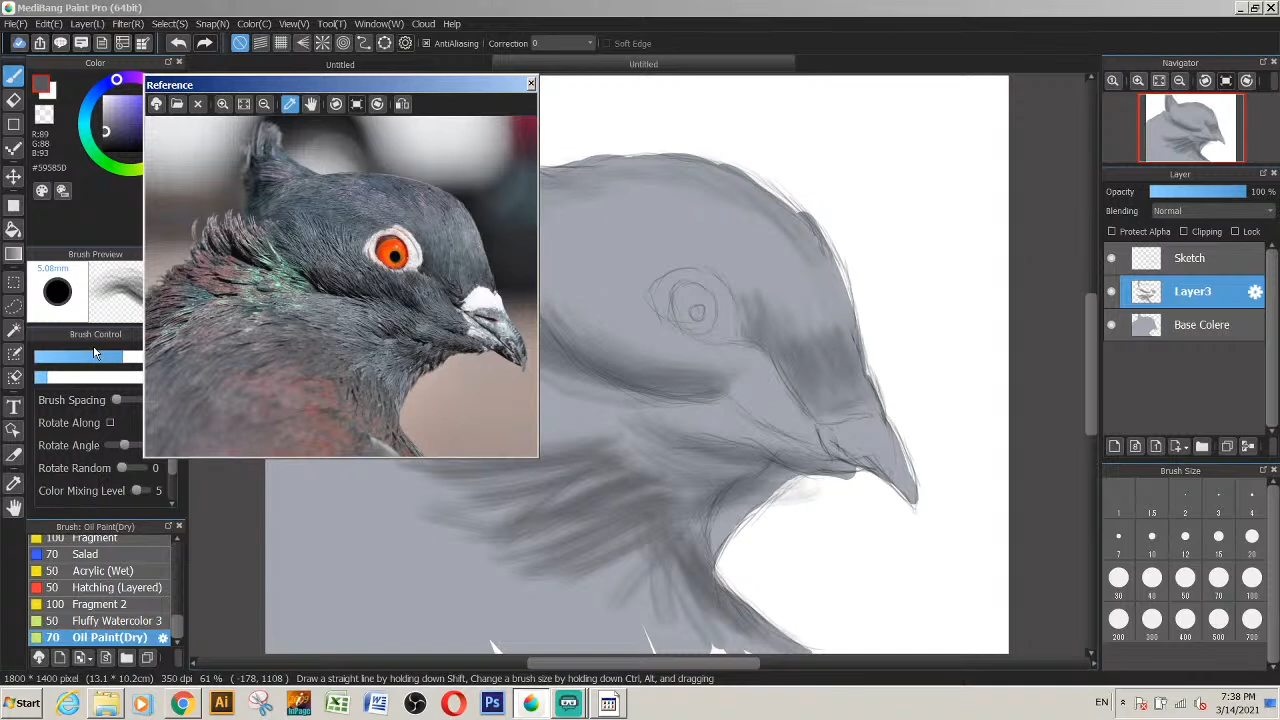 MediBang Paint Pro (64bit)
File(F) Edit(E) Layer(L) Filter(R) Select(S) Snap(N) Color(C) View(V) Tool(T) Window(W) Cloud Help
AntiAliasing Correction 0 Soft Edge
Color
Untitled
Untitled
Navigator
Reference
R:89
G:88
B:93
#59585D
Layer
Opacity 100 %
Blending Normal
Protect Alpha Clipping Lock
Brush Preview
5.08mm
Sketch
Layer3
Base Colere
Brush Control
Brush Spacing
Rotate Along
Rotate Angle
Rotate Random 0
Color Mixing Level 5
Brush Size
1 1.5 2 3 4
7 10 12 15 20
30 40 50 70 100
200 300 400 500 700
Brush: Oil Paint(Dry)
100 Fragment
70 Salad
50 Acrylic (Wet)
50 Hatching (Layered)
100 Fragment 2
50 Fluffy Watercolor 3
70 Oil Paint(Dry)
1800 * 1400 pixel (13.1 * 10.2cm) 350 dpi 61 % ( -178, 1108 ) Draw a straight line by holding down Shift, Change a brush size by holding down Ctrl, Alt, and dragging
Start
EN
7:38 PM
3/14/2021